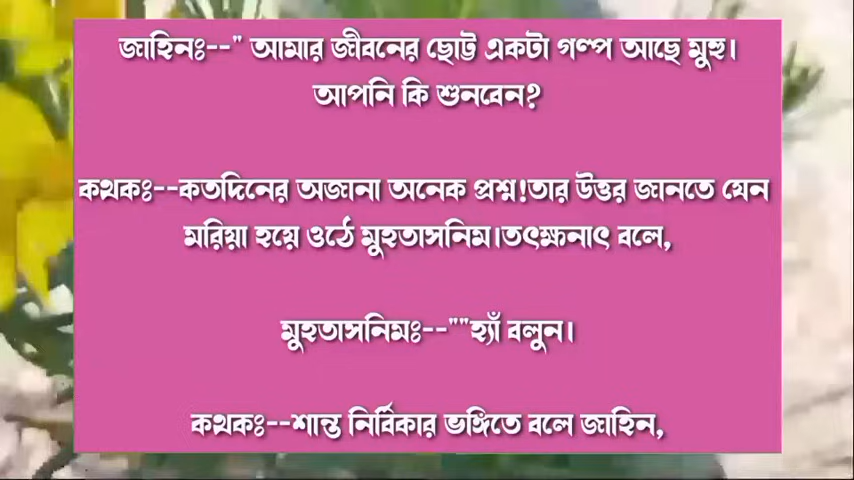 জাহিনঃ--" আমার জীবনের ছোট্ট একটা গল্প আছে মুহু।
আপনি কি শুনবেন?
কথকঃ--কতদিনের অজানা অনেক প্রশ্ন!তার উত্তর জানতে যেন
মরিয়া হয়ে ওঠে মুহতাসনিম।তৎক্ষনাৎ বলে,
মুহতাসনিমঃ--""হ্যাঁ বলুন।
কথকঃ--শান্ত নির্বিকার ভঙ্গিতে বলে জাহিন,